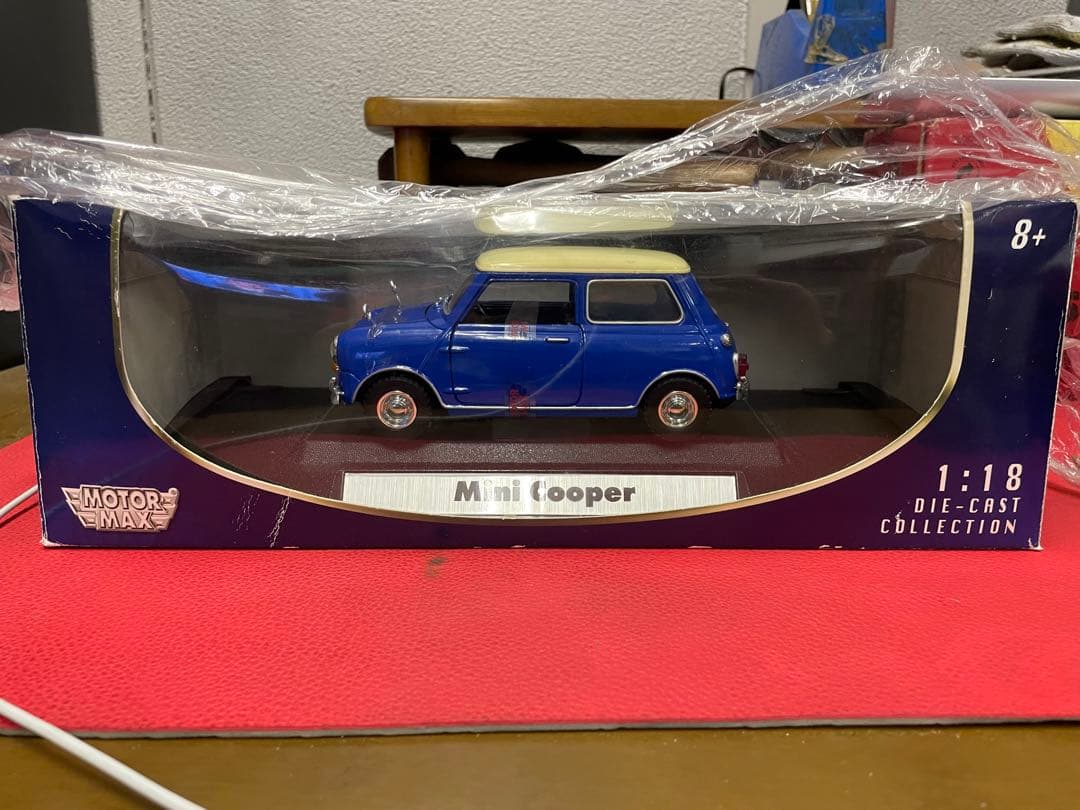 8+
MOTOR
MAX
Mini Cooper
1:18
DIE-CAST
COLLECTION